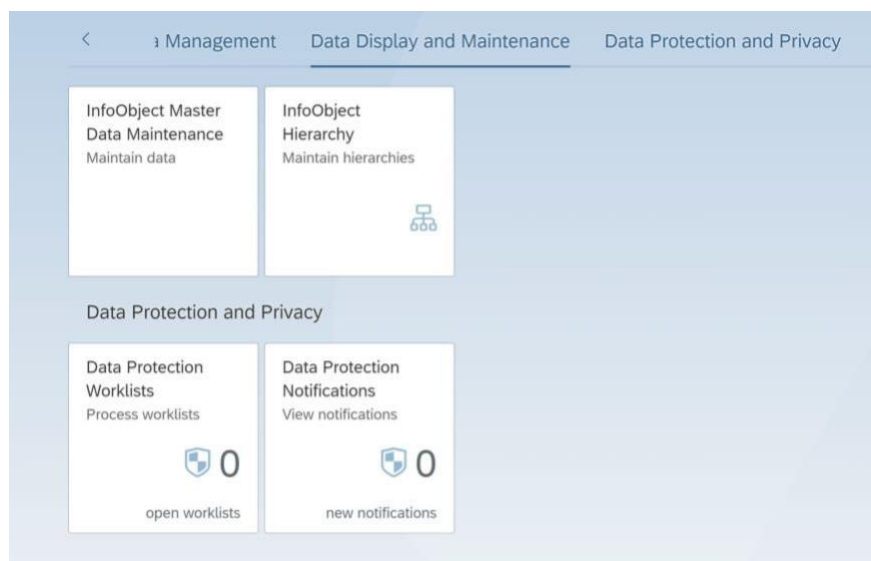 a Management Data Display and Maintenance Data Protection and Privacy
InfoObject Master
Data Maintenance
Maintain data
InfoObject
Hierarchy
Maintain hierarchies
Data Protection and Privacy
Data Protection
Worklists
Process worklists
0
open worklists
Data Protection
Notifications
View notifications
0
new notifications